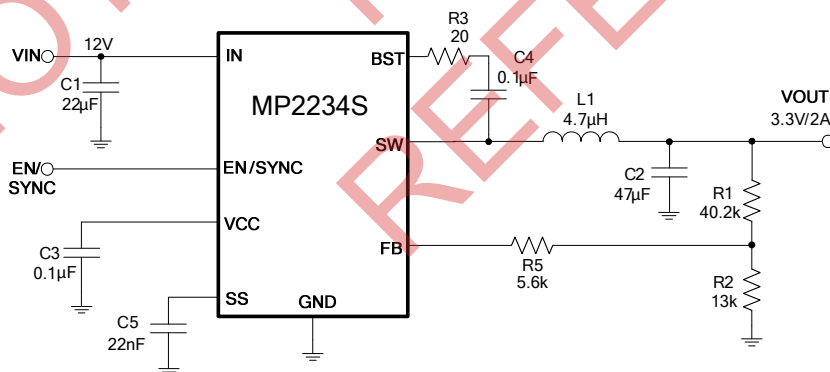 VIN
12V
C1
22µF
IN
BST
R3
20
C4
0.1µF
MP2234S
SW
L1
4.7µH
VOUT
3.3V/2A
EN/
SYNC
EN/SYNC
C2
47µF
R1
40.2k
VCC
C3
0.1µF
FB
R5
5.6k
R2
13k
SS
GND
C5
22nF
REFE